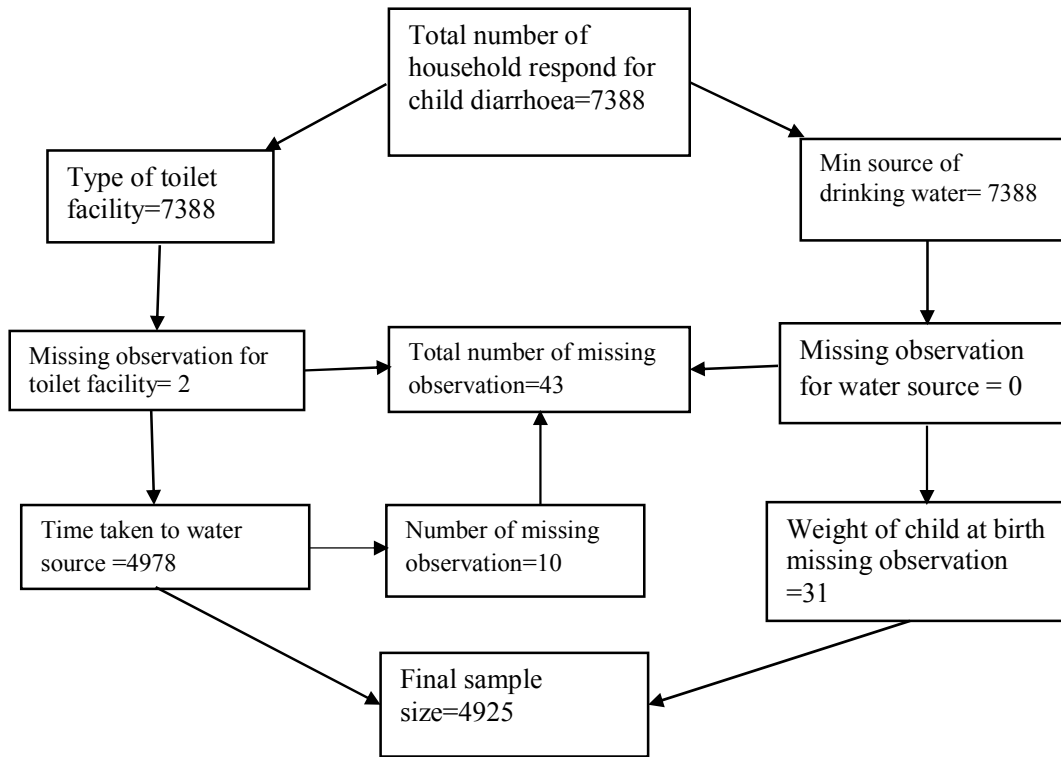 Total number of
household respond for
child diarrhoea=7388
Type of toilet
facility=7388
Min source of
drinking water= 7388
Missing observation for
toilet facility= 2
Total number of missing
observation=43
Missing observation
for water source = 0
Time taken to water
source =4978
Number of missing
observation=10
Weight of child at birth
missing observation
=31
Final sample
size=4925